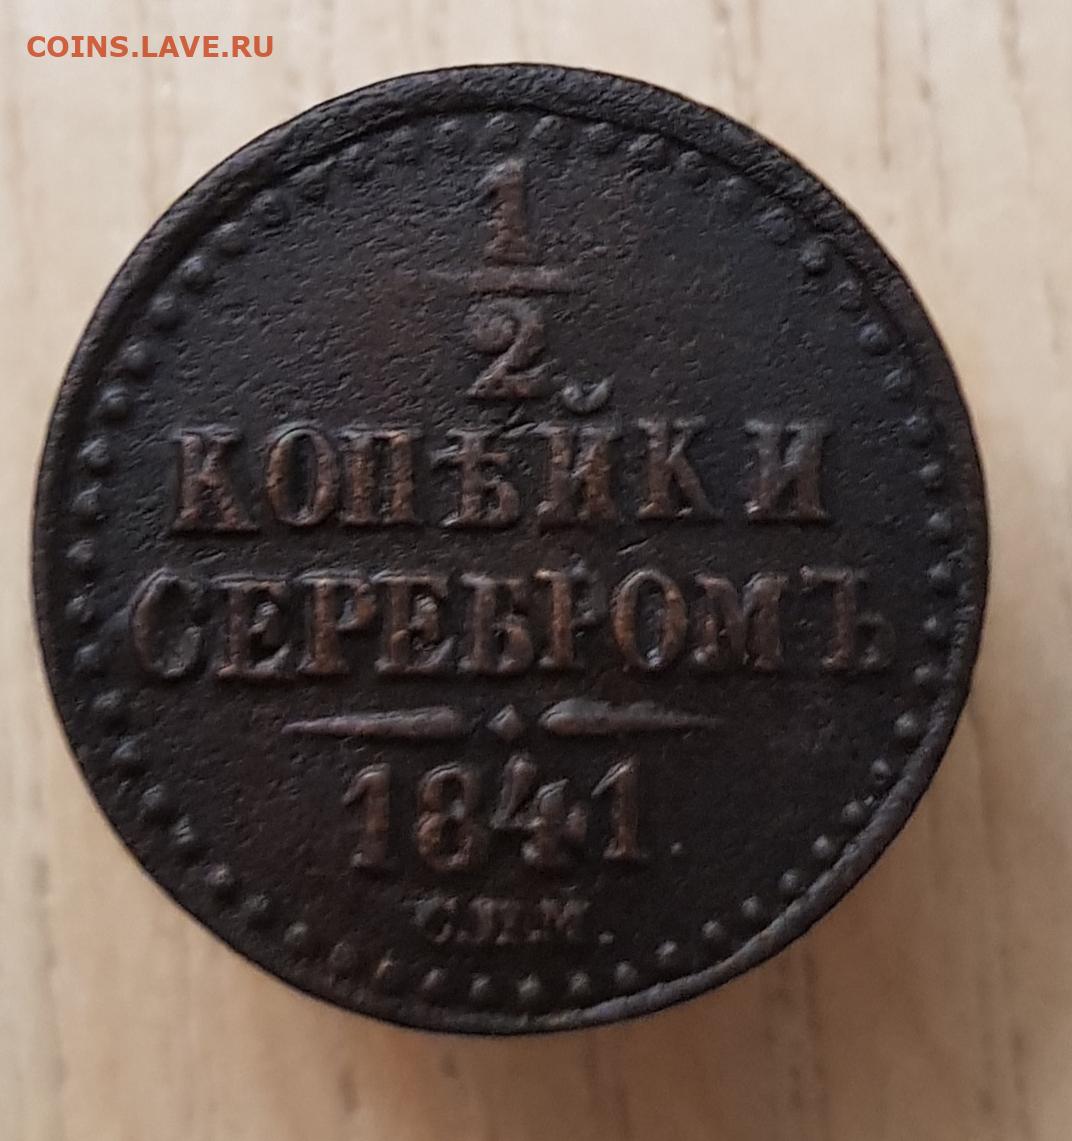 COINS.LAVE.RU
1
2
КОПѢЙКИ
СЕРЕБРОМЪ
1841.
С.П.М.